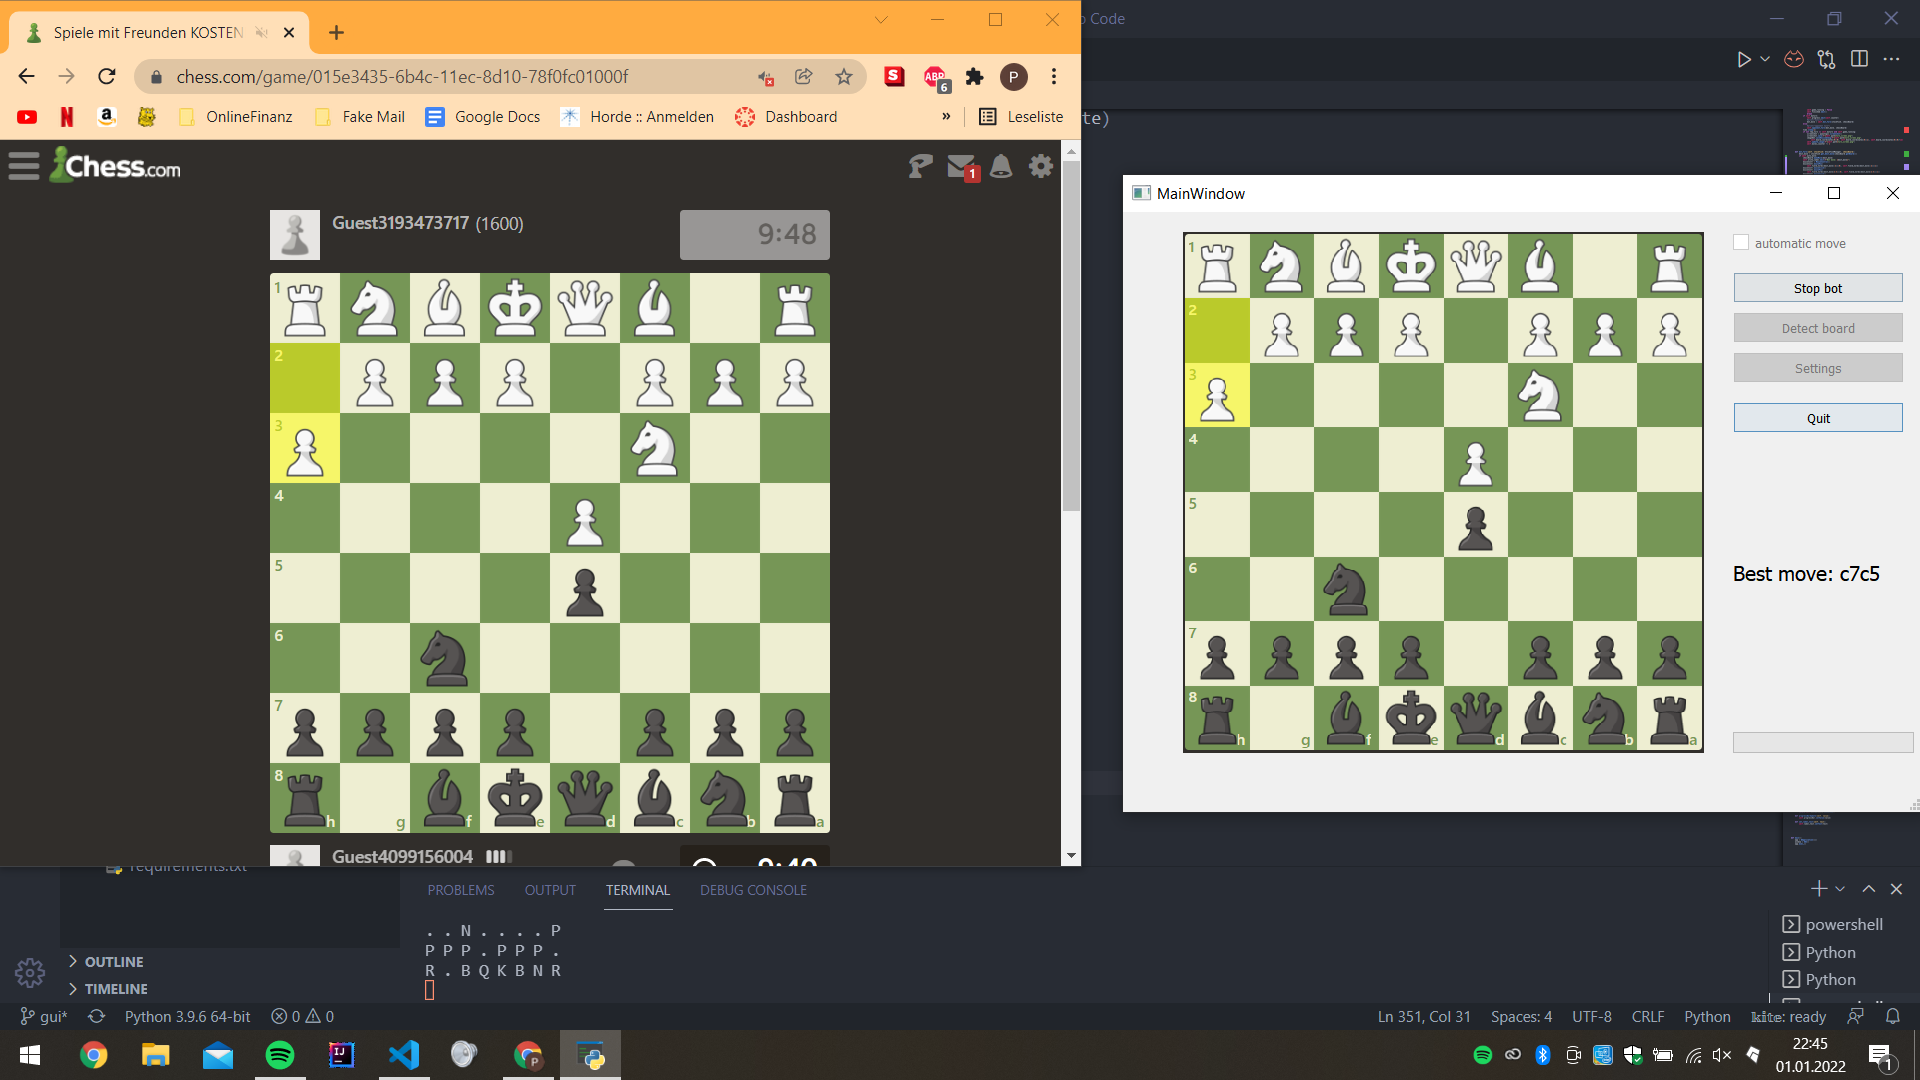 Spiele mit Freunden KOSTEN
chess.com/game/015e3435-6b4c-11ec-8d10-78f0fc01000f
S
ABP
6
P
OnlineFinanz
Fake Mail
Google Docs
Horde :: Anmelden
Dashboard
»
Leseliste
Chess.com
1
Guest3193473717 (1600)
9:48
1
2
3
4
5
6
7
8
h g f e d c b a
Guest4099156004
Code
te)
MainWindow
1
2
3
4
5
6
7
8
h g f e d c b a
automatic move
Stop bot
Detect board
Settings
Quit
Best move: c7c5
requirements.txt
OUTLINE
TIMELINE
PROBLEMS
OUTPUT
TERMINAL
DEBUG CONSOLE
. . N . . . . P
P P P . P P P .
R . B Q K B N R
powershell
Python
Python
gui*
Python 3.9.6 64-bit
0
0
Ln 351, Col 31
Spaces: 4
UTF-8
CRLF
Python
kite: ready
IJ
P
22:45
01.01.2022
1